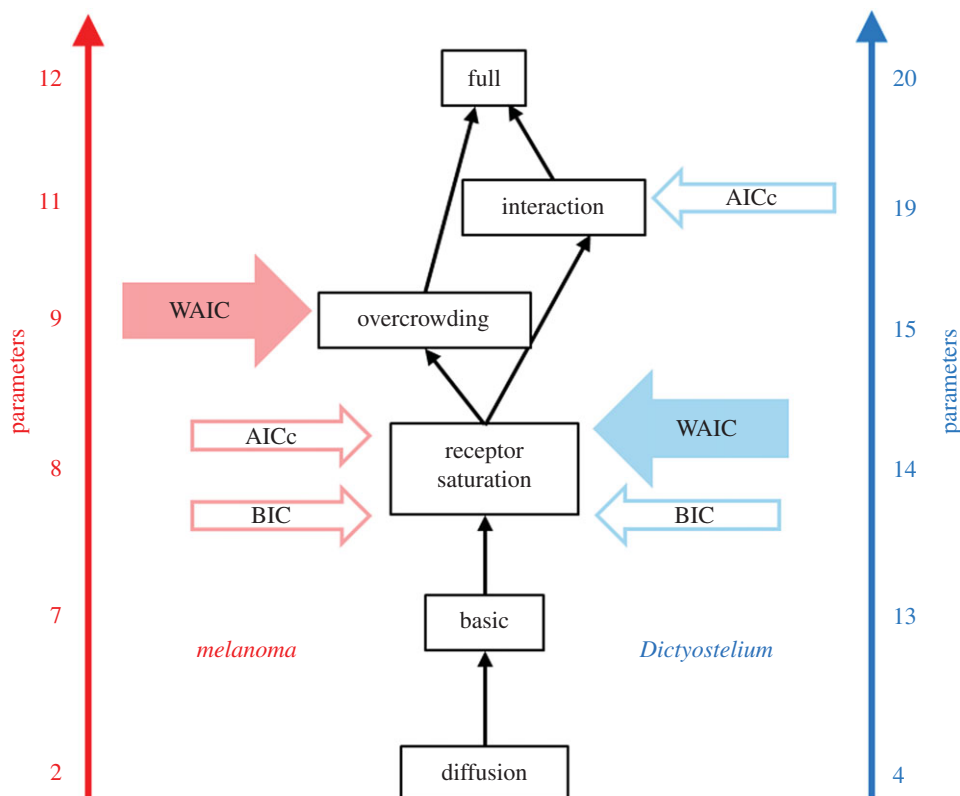 12
full
20
11
interaction
AICc
19
WAIC
9
overcrowding
15
parameters
parameters
AICc
8
receptor
saturation
WAIC
14
BIC
BIC
7
basic
13
melanoma
Dictyostelium
2
diffusion
4